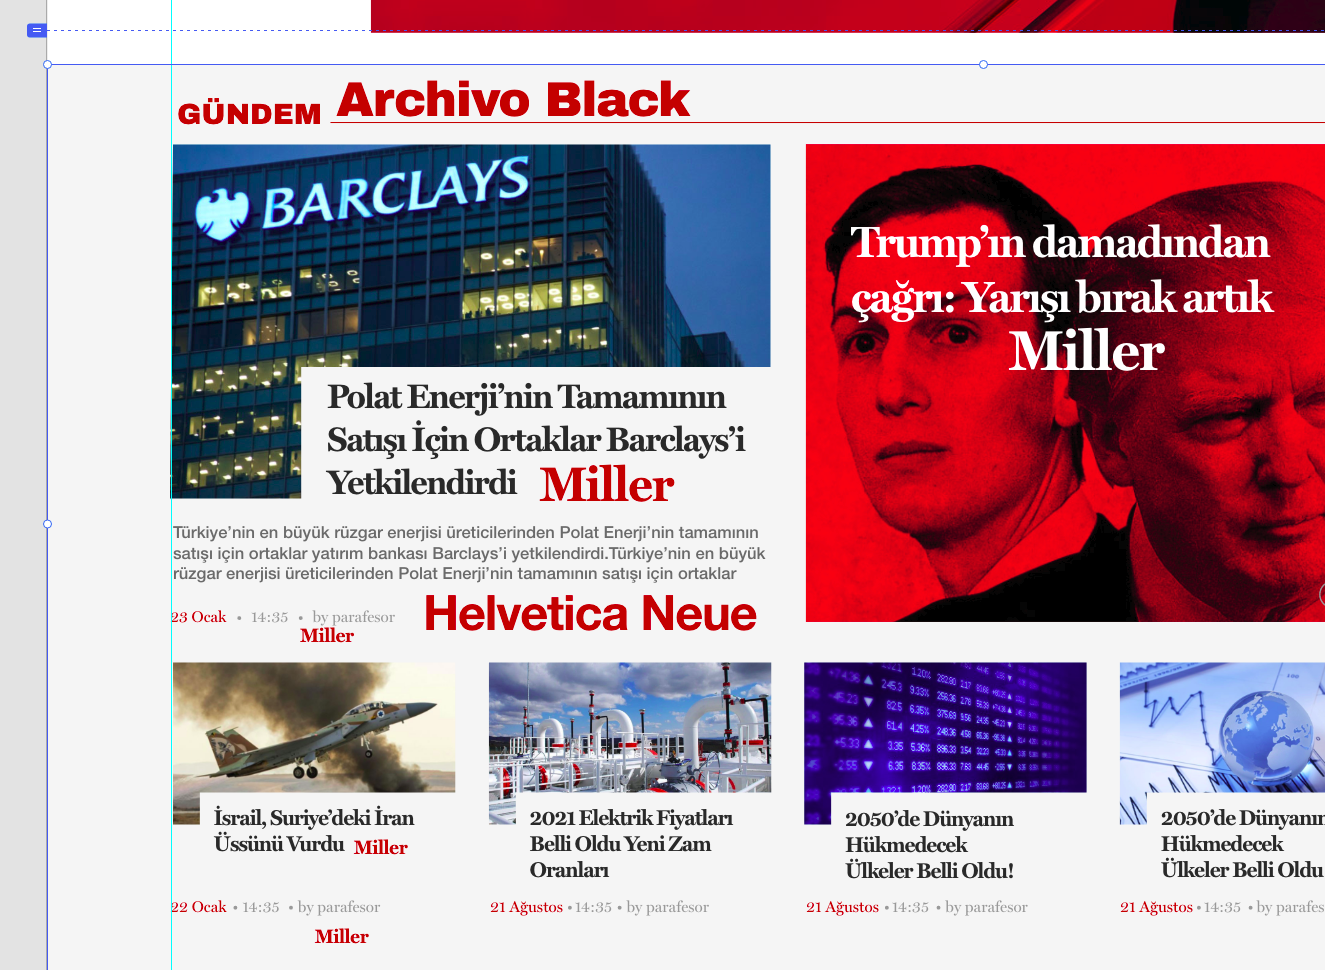 GÜNDEM Archivo Black
BARCLAYS
Trump’ın damadından
çağrı: Yarışı bırak artık
Miller
Polat Enerji’nin Tamamının
Satışı İçin Ortaklar Barclays’i
Yetkilendirdi Miller
Türkiye’nin en büyük rüzgar enerjisi üreticilerinden Polat Enerji’nin tamamının
satışı için ortaklar yatırım bankası Barclays’i yetkilendirdi.Türkiye’nin en büyük
rüzgar enerjisi üreticilerinden Polat Enerji’nin tamamının satışı için ortaklar
23 Ocak • 14:35 • by parafesor
Miller
Helvetica Neue
İsrail, Suriye’deki İran
Üssünü Vurdu Miller
22 Ocak • 14:35 • by parafesor
Miller
2021 Elektrik Fiyatları
Belli Oldu Yeni Zam
Oranları
21 Ağustos • 14:35 • by parafesor
2050’de Dünyanın
Hükmedecek
Ülkeler Belli Oldu!
21 Ağustos • 14:35 • by parafesor
2050’de Dünyanın
Hükmedecek
Ülkeler Belli Oldu
21 Ağustos • 14:35 • by parafes